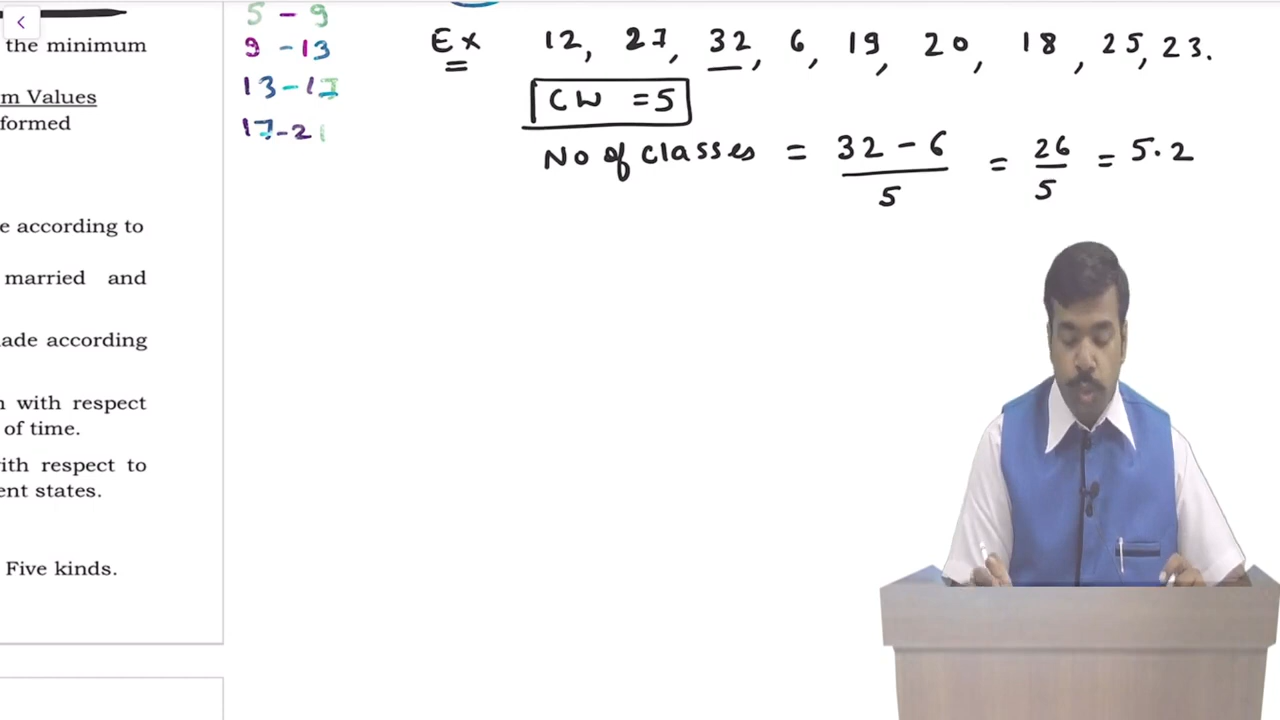 <
the minimum
m Values
formed
e according to
married and
ade according
n with respect
of time.
ith respect to
ent states.
Five kinds.
5 - 9
9 - 13
13 - 17
17 - 21
Ex 12, 27, 32, 6, 19, 20, 18, 25, 23.
CW = 5
No of classes = 32 - 6 / 5 = 26 / 5 = 5.2